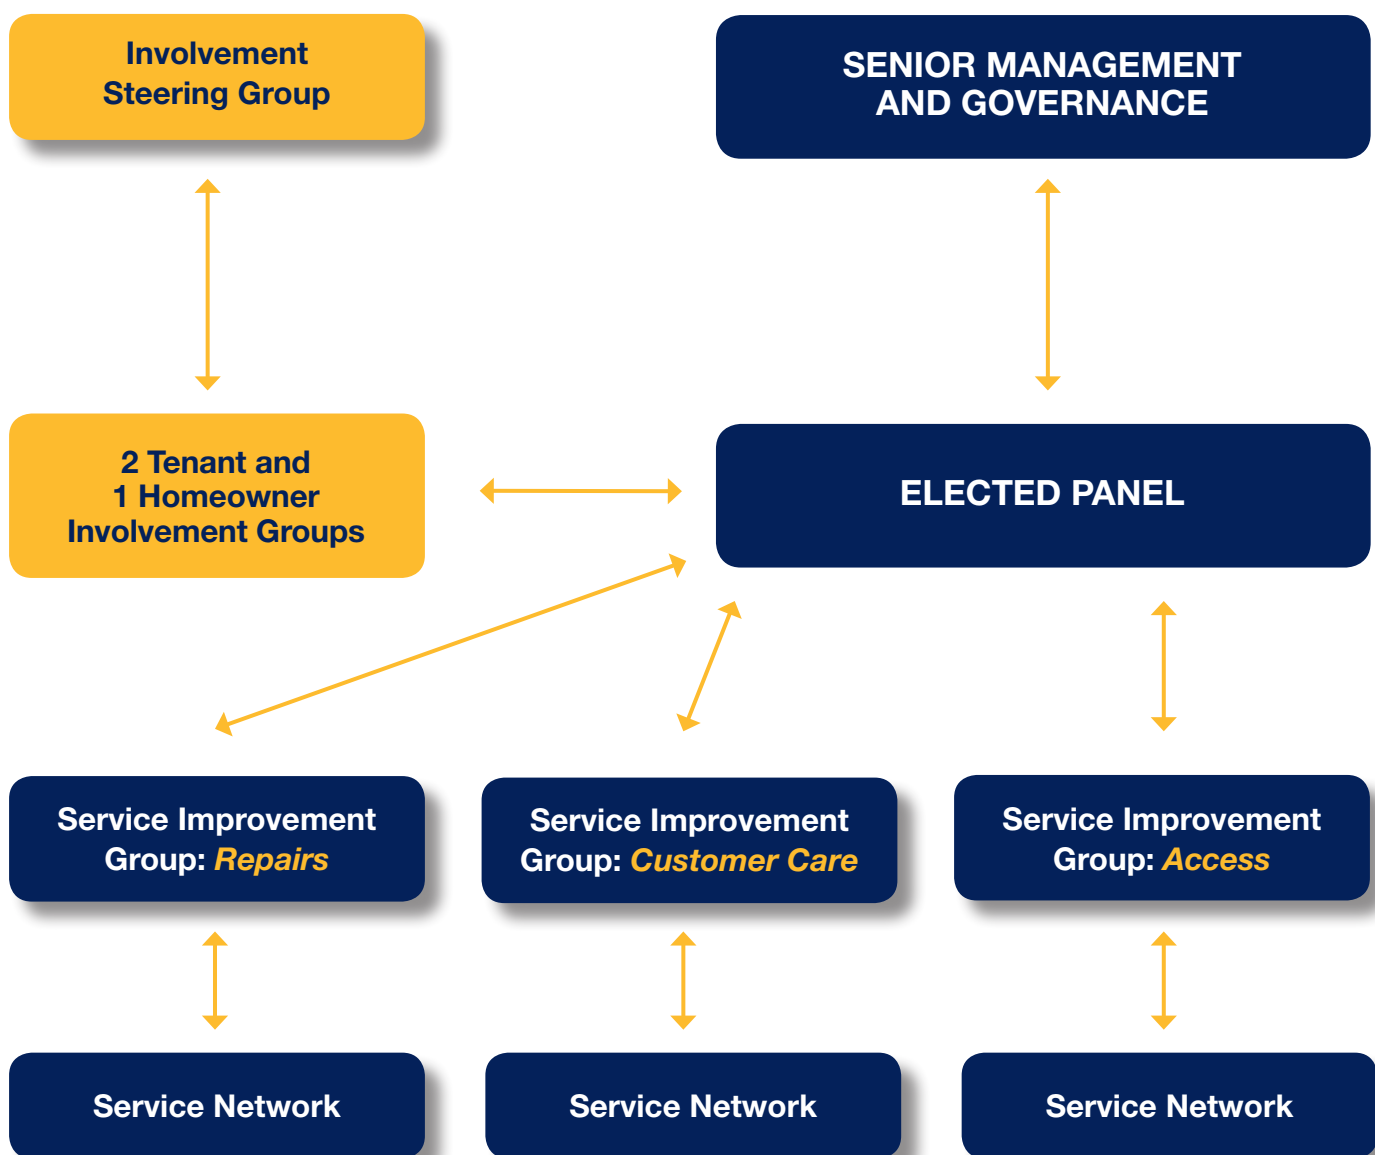 Involvement
Steering Group
SENIOR MANAGEMENT
AND GOVERNANCE
2 Tenant and
1 Homeowner
Involvement Groups
ELECTED PANEL
Service Improvement
Group: Repairs
Service Improvement
Group: Customer Care
Service Improvement
Group: Access
Service Network
Service Network
Service Network